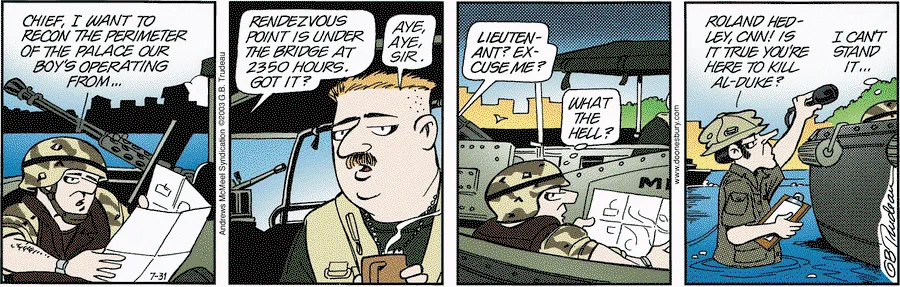 CHIEF, I WANT TO
RECON THE PERIMETER
OF THE PALACE OUR
BOY'S OPERATING
FROM...
7-31
Andrews McMeel Syndication ©2003 G.B. Trudeau
RENDEZVOUS
POINT IS UNDER
THE BRIDGE AT
2350 HOURS.
GOT IT?
AYE,
AYE,
SIR.
LIEUTEN-
ANT? EX-
CUSE ME?
WHAT
THE
HELL?
www.doonesbury.com
ROLAND HED-
LEY, CNN! IS
IT TRUE YOU'RE
HERE TO KILL
AL-DUKE?
I CAN'T
STAND
IT...
GB Trudeau